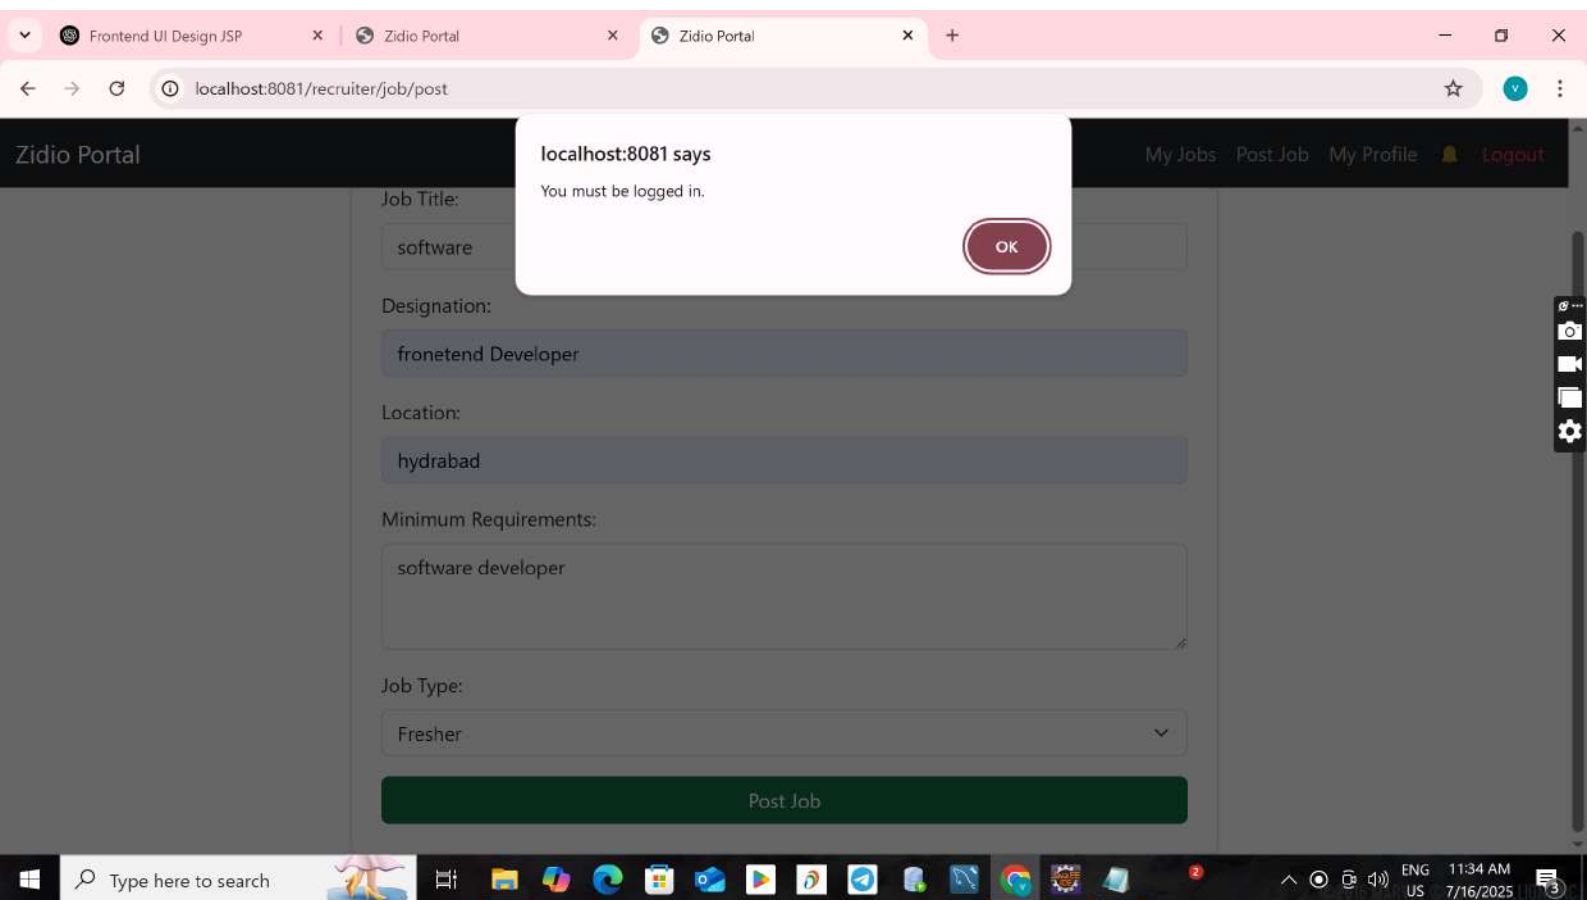 Frontend UI Design JSP
Zidio Portal
Zidio Portal
localhost:8081/recruiter/job/post
V
Zidio Portal
My Jobs Post Job My Profile Logout
localhost:8081 says
You must be logged in.
OK
Job Title:
software
Designation:
fronetend Developer
Location:
hydrabad
Minimum Requirements:
software developer
Job Type:
Fresher
Post Job
Type here to search
2
ENG
US
11:34 AM
7/16/2025
3